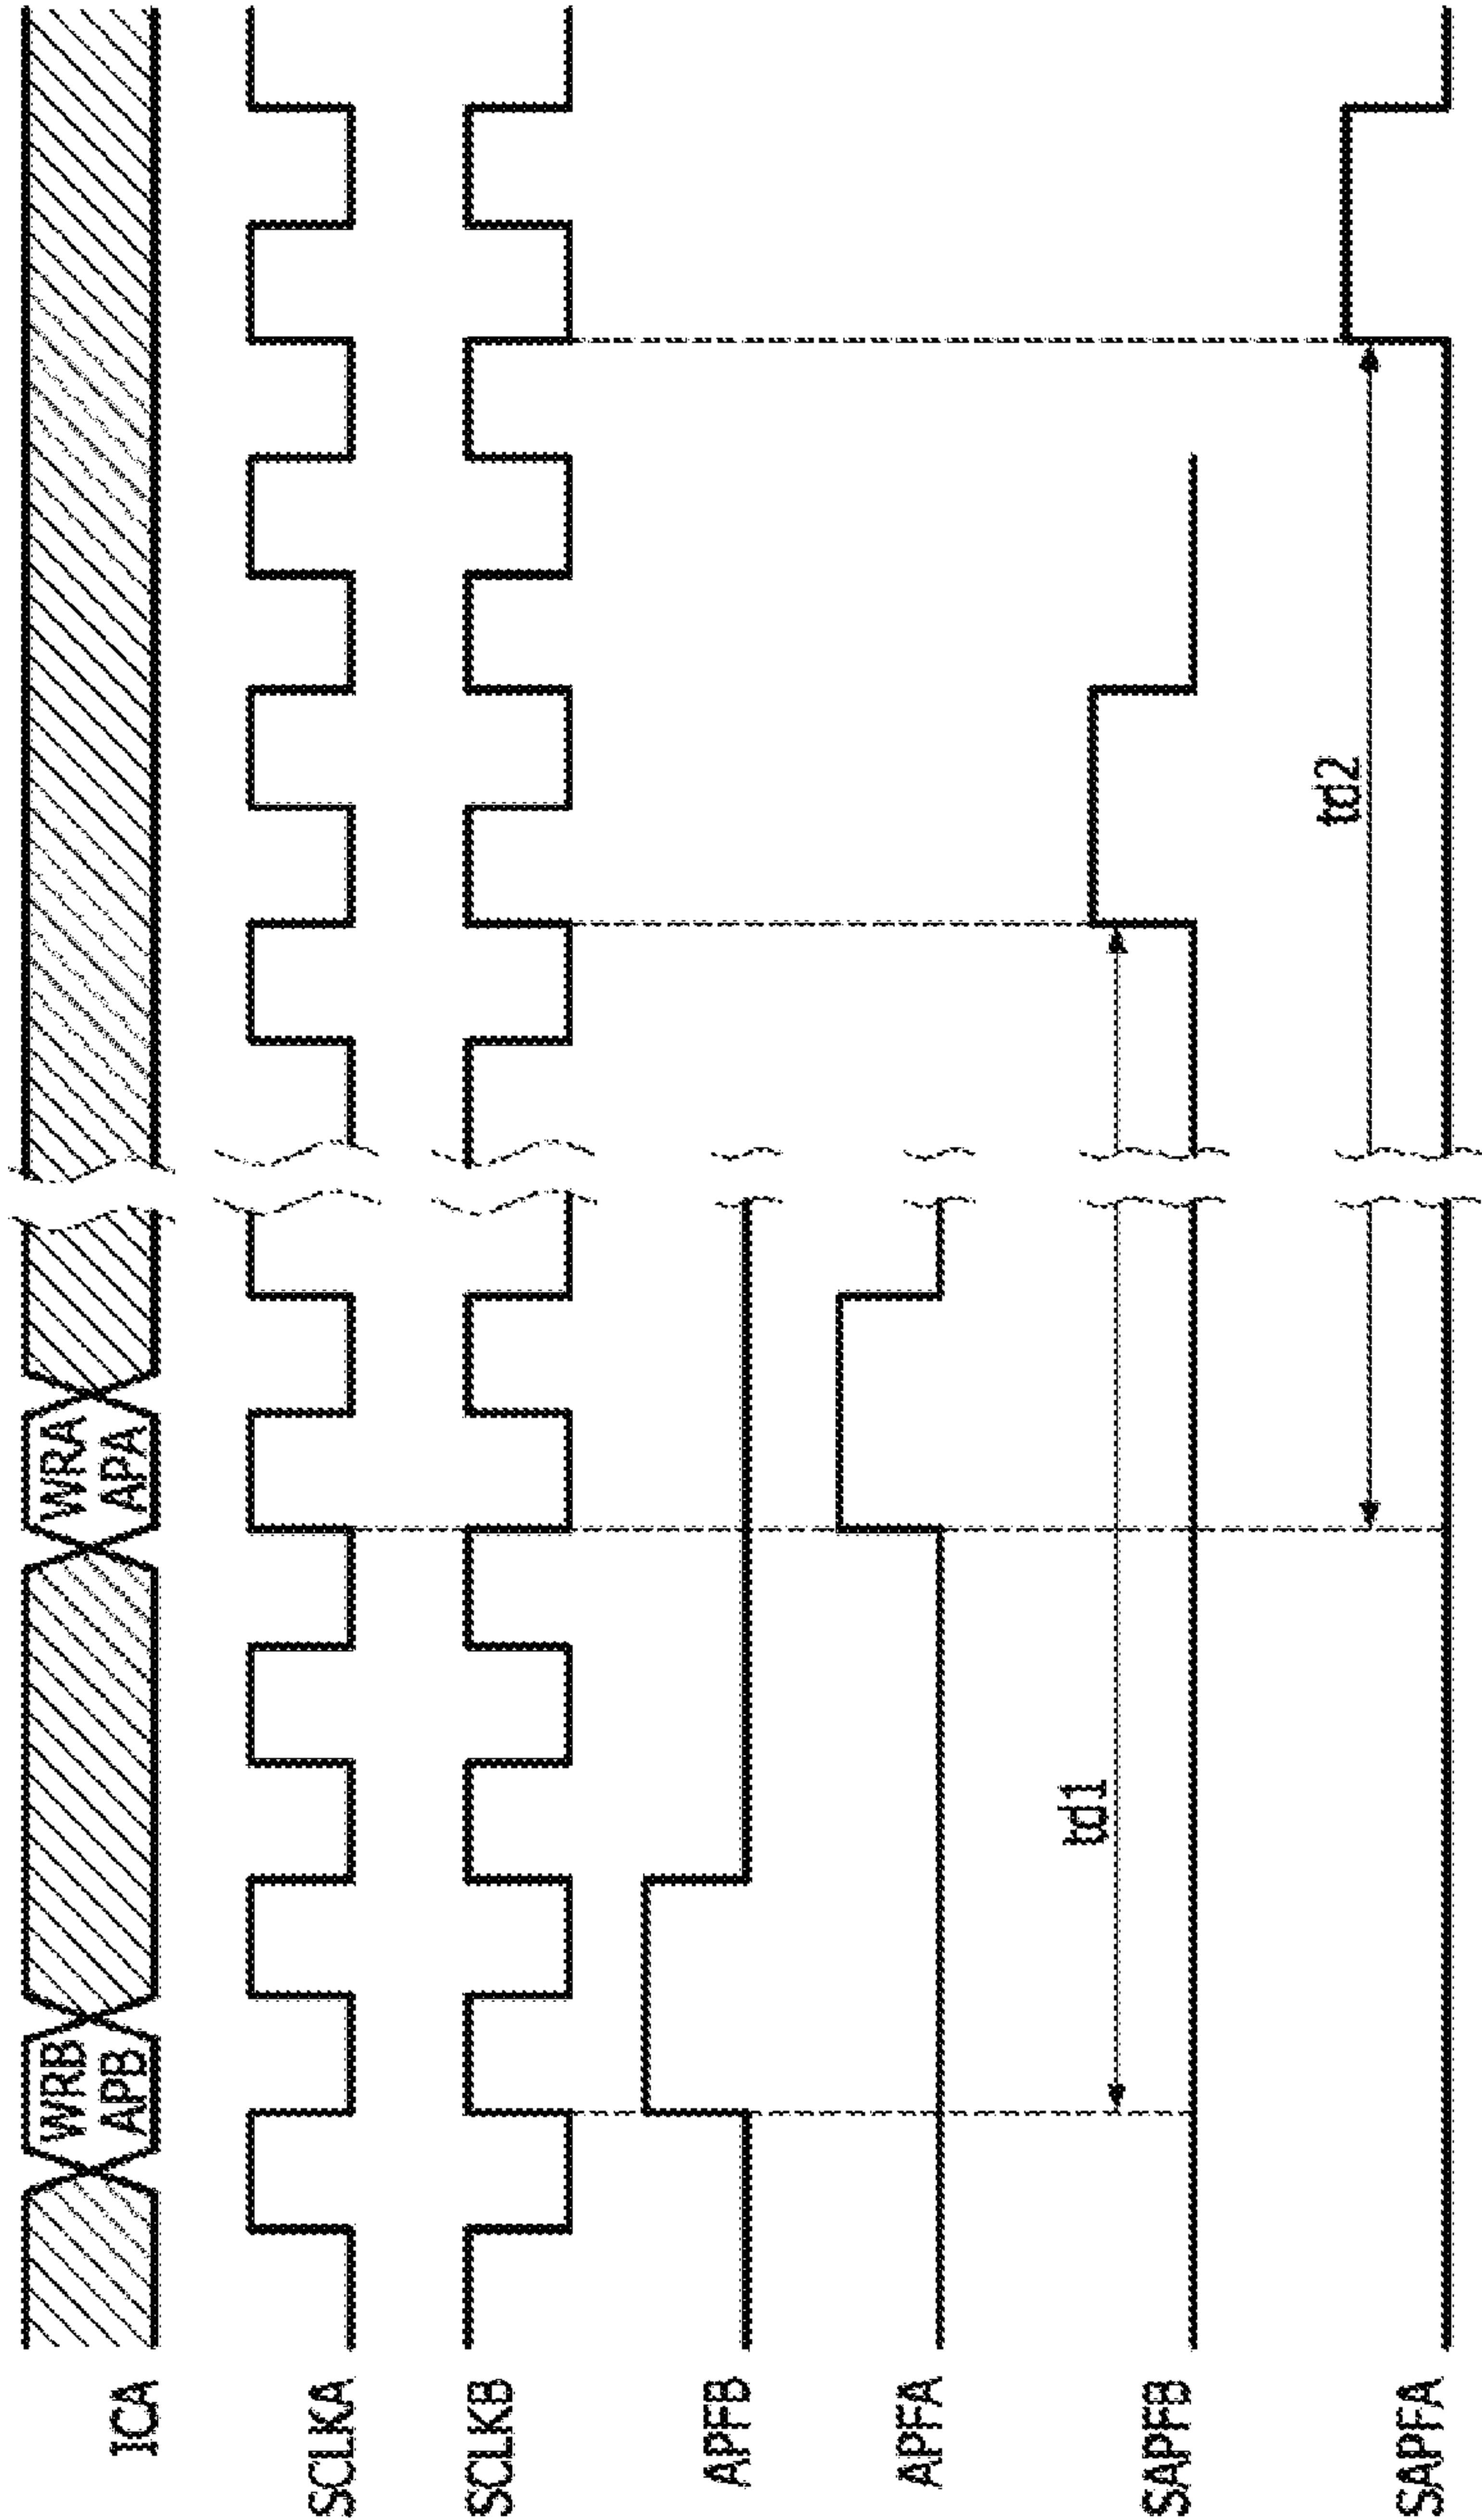 ICA
WRB
APB
WRA
APA
SCLKA
SCLKB
APFB
APFA
td1
SAPFB
td2
SAPFA